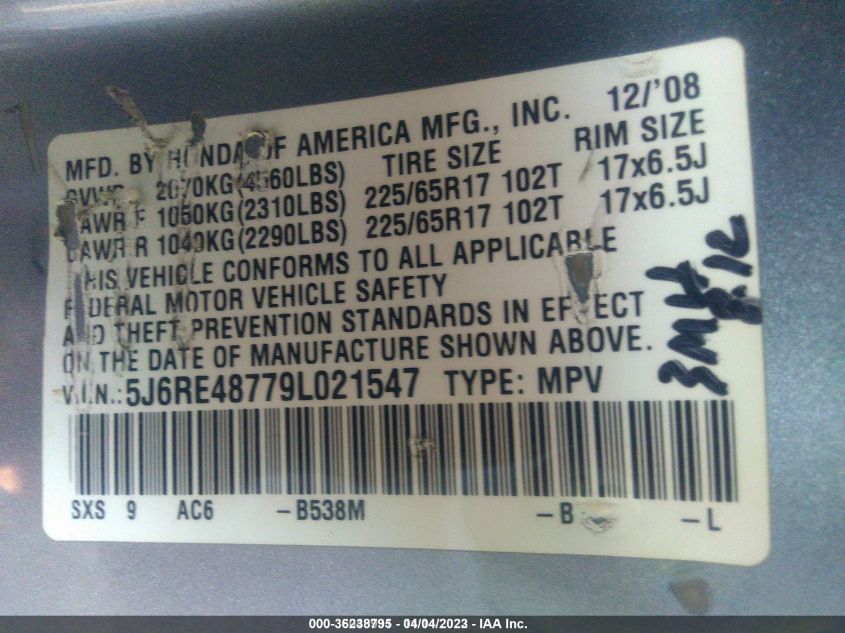 MFD. BY HONDA OF AMERICA MFG., INC. 12/'08
GVWR 2070KG(4560LBS) TIRE SIZE RIM SIZE
GAWR F 1050KG(2310LBS) 225/65R17 102T 17x6.5J
GAWR R 1040KG(2290LBS) 225/65R17 102T 17x6.5J
THIS VEHICLE CONFORMS TO ALL APPLICABLE
FEDERAL MOTOR VEHICLE SAFETY
AND THEFT PREVENTION STANDARDS IN EFFECT
ON THE DATE OF MANUFACTURE SHOWN ABOVE.
V.I.N.: 5J6RE48779L021547 TYPE: MPV
SXS 9 AC6 -B538M -B -L
000-36238795 - 04/04/2023 - IAA Inc.